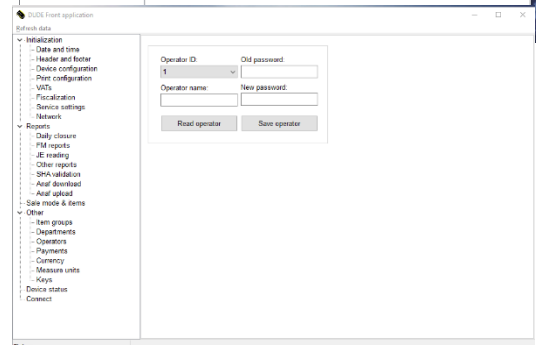 DUDE Front application
Refresh data
Initialization
Date and time
Header and footer
Device configuration
Print configuration
VATs
Fiscalization
Service settings
Network
Reports
Daily closure
FM reports
JE reading
Other reports
SHA validation
Anaf download
Anaf upload
Sale mode & items
Other
Item groups
Departments
Operators
Payments
Currency
Measure units
Keys
Device status
Connect
Operator ID: Old password:
1
Operator name: New password:
Read operator Save operator